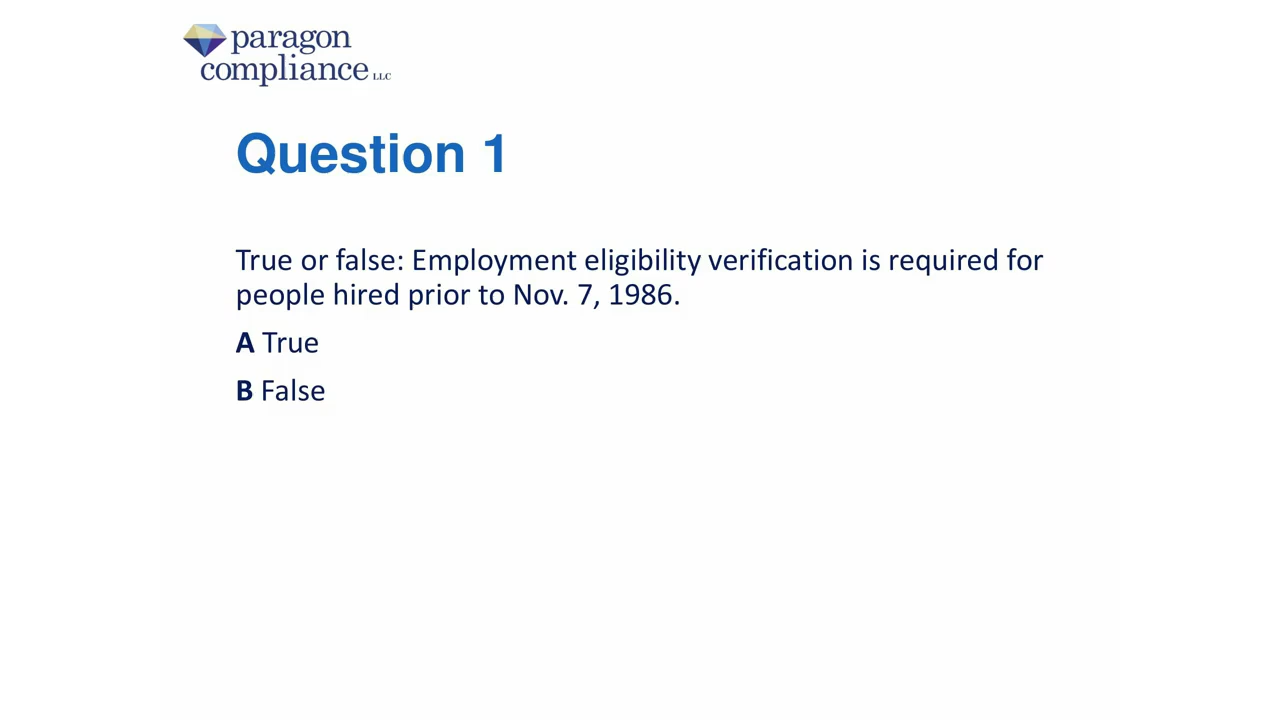 paragon
compliance LLC
Question 1
True or false: Employment eligibility verification is required for
people hired prior to Nov. 7, 1986.
A True
B False